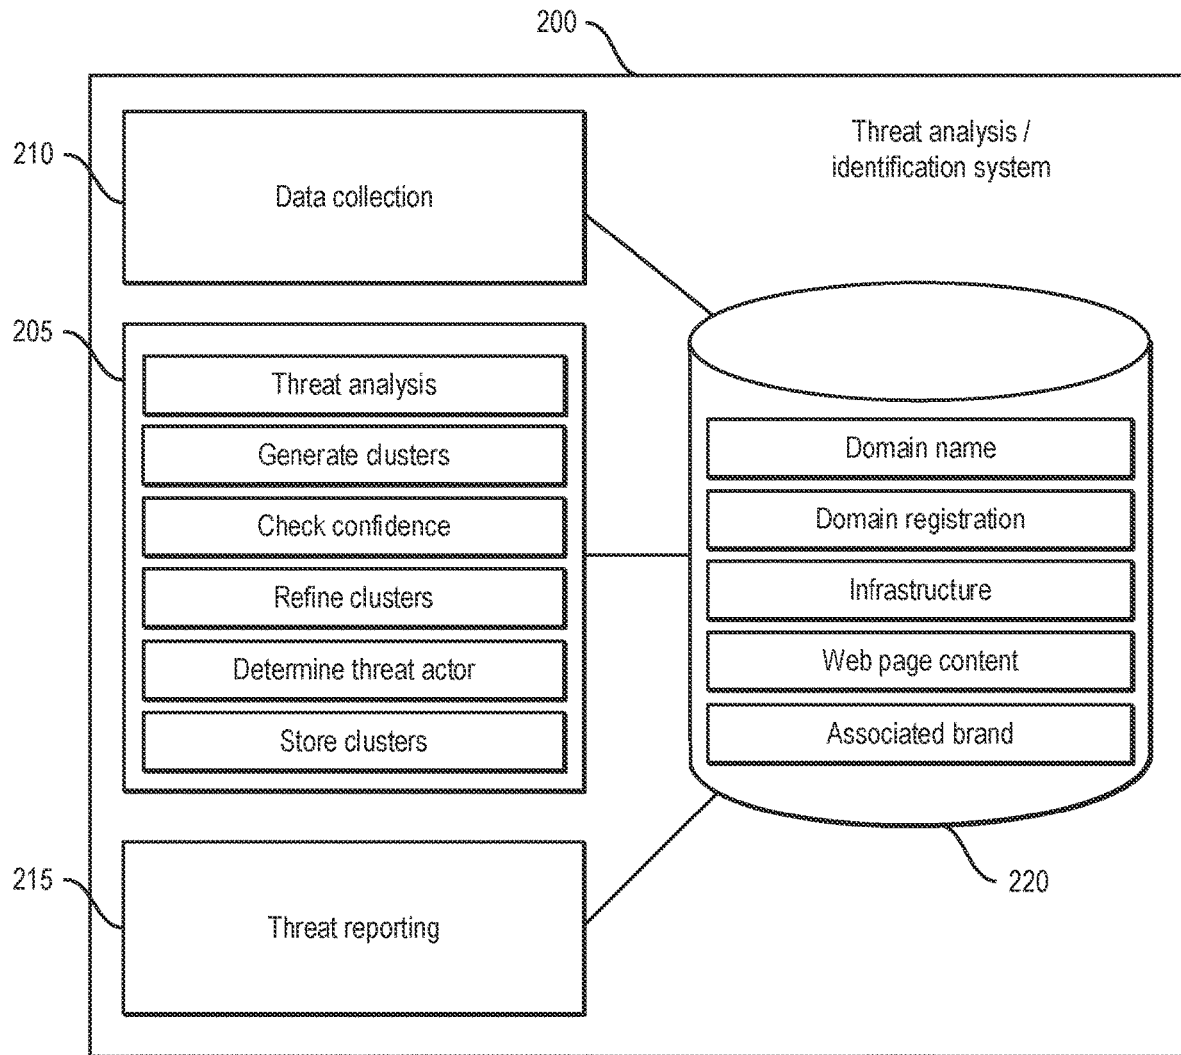 200
210
Data collection
Threat analysis /
identification system
205
Threat analysis
Generate clusters
Check confidence
Refine clusters
Determine threat actor
Store clusters
Domain name
Domain registration
Infrastructure
Web page content
Associated brand
215
Threat reporting
220